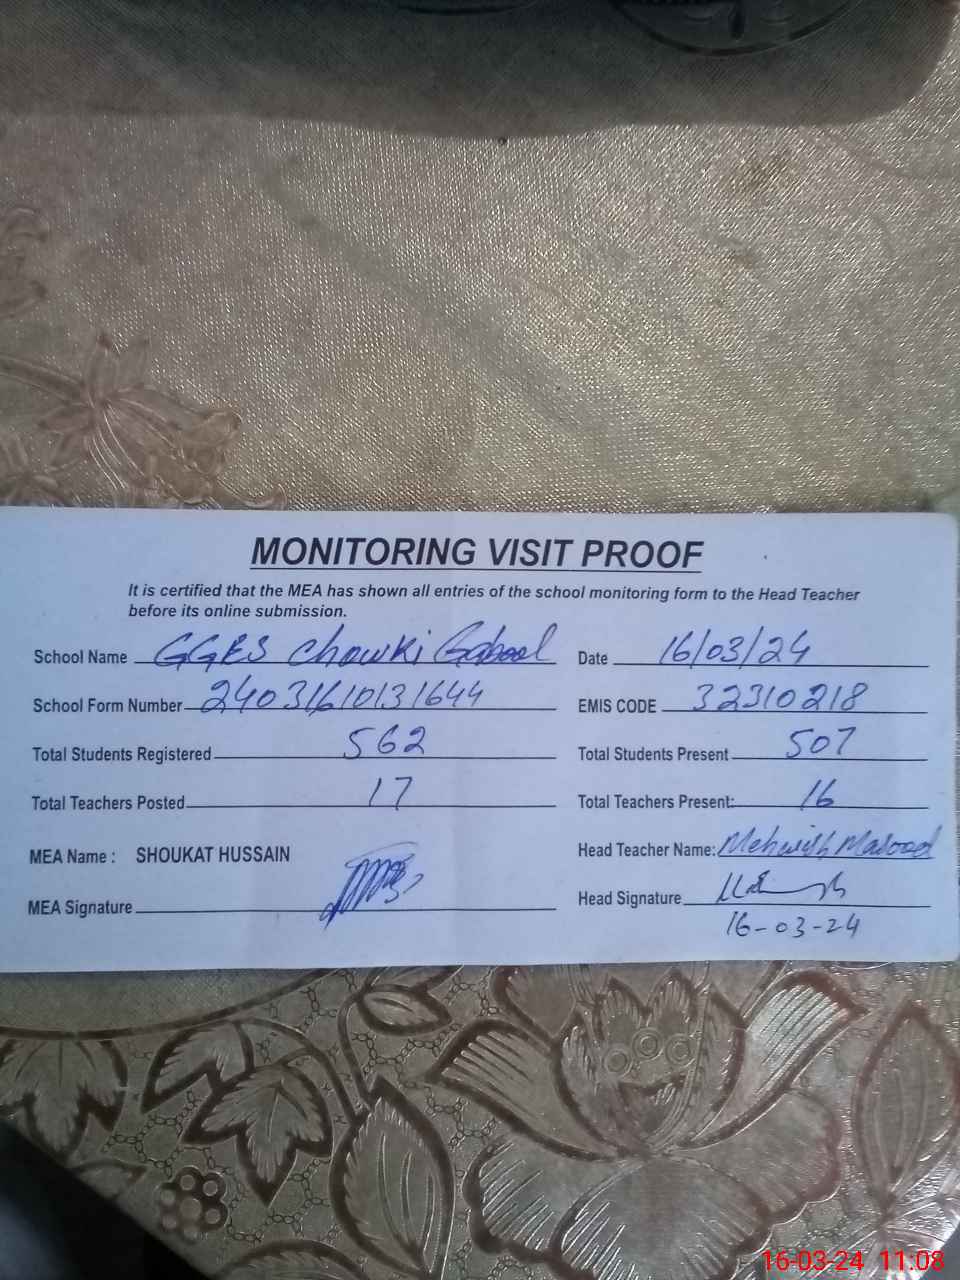 MONITORING VISIT PROOF
It is certified that the MEA has shown all entries of the school monitoring form to the Head Teacher
before its online submission.
School Name GGES Chowki Gabool Date 16/03/24
School Form Number 24031610131644 EMIS CODE 32310218
Total Students Registered 562 Total Students Present 507
Total Teachers Posted 17 Total Teachers Present: 16
MEA Name : SHOUKAT HUSSAIN Head Teacher Name: Mehwish Masood
MEA Signature Head Signature
16-03-24
16-03-24 11:08